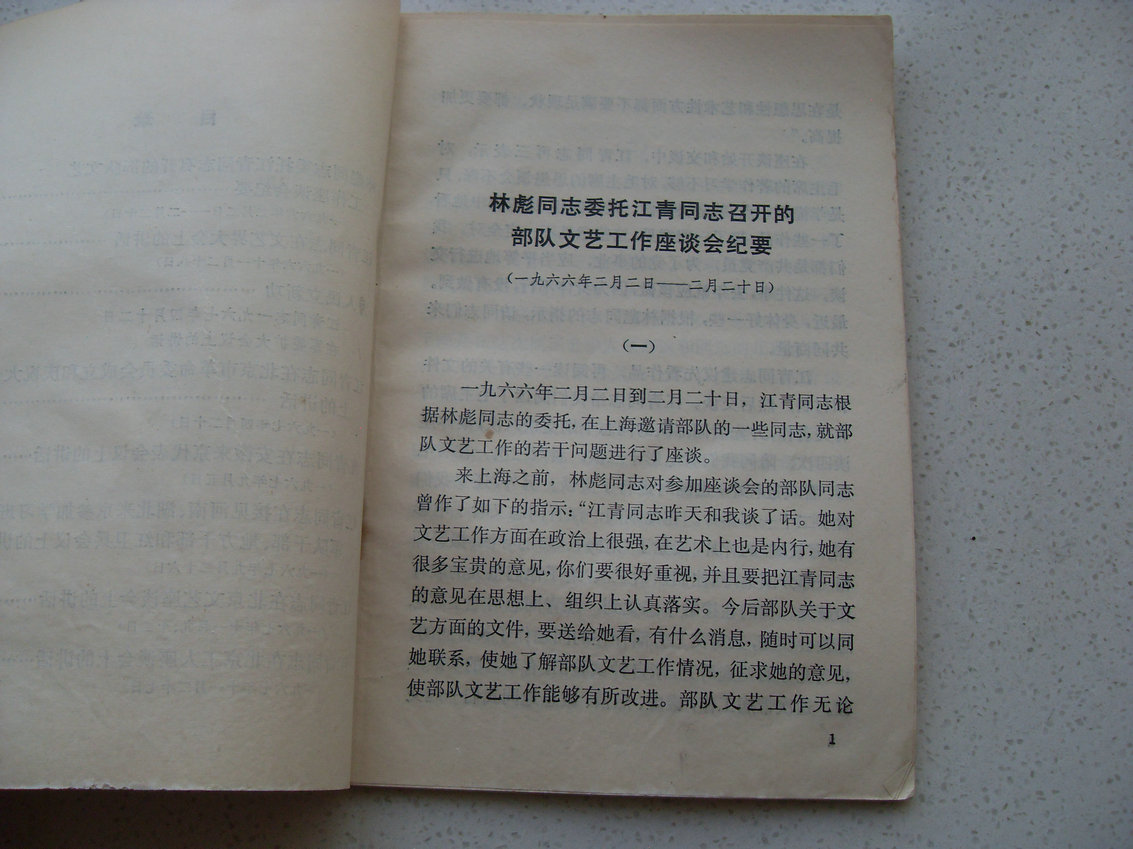 林彪同志委托江青同志召开的
部队文艺工作座谈会纪要
(一九六六年二月二日——二月二十日)
(一)
一九六六年二月二日到二月二十日，江青同志根
据林彪同志的委托，在上海邀请部队的一些同志，就部
队文艺工作的若干问题进行了座谈。
来上海之前，林彪同志对参加座谈会的部队同志
曾作了如下的指示：“江青同志昨天和我谈了话。她对
文艺工作方面在政治上很强，在艺术上也是内行，她有
很多宝贵的意见，你们要很好重视，并且要把江青同志
的意见在思想上、组织上认真落实。今后部队关于文
艺方面的文件，要送给她看，有什么消息，随时可以同
她联系，使她了解部队文艺工作情况，征求她的意见，
使部队文艺工作能够有所改进。部队文艺工作无论
1